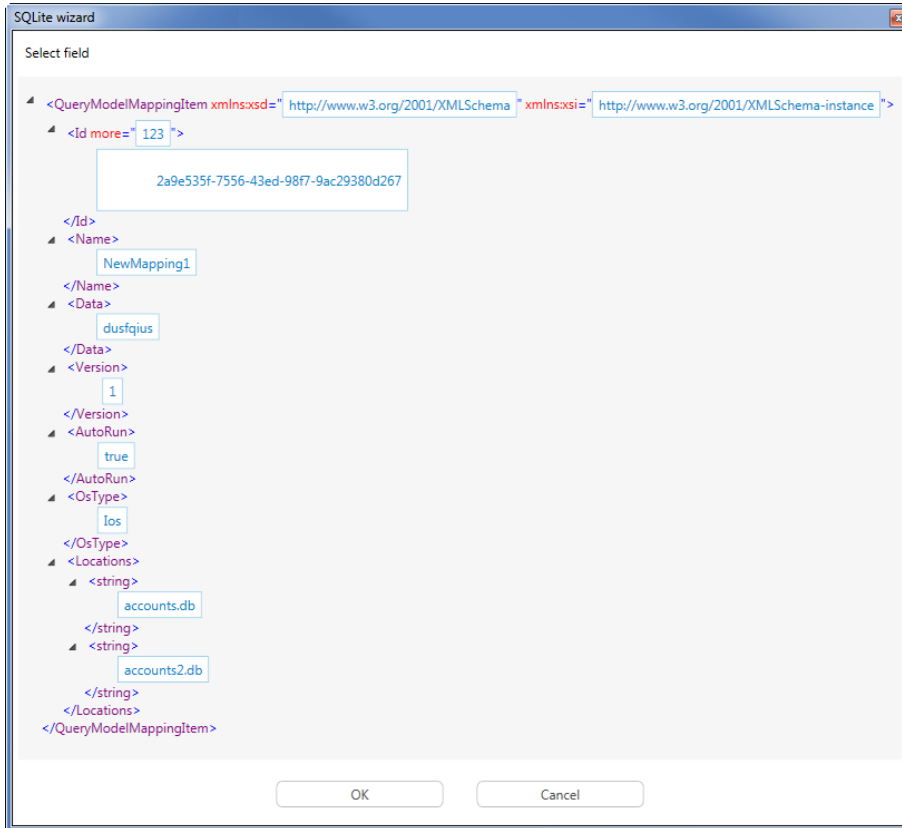 SQLite wizard
Select field
<QueryModelMappingItem xmlns:xsd=" http://www.w3.org/2001/XMLSchema " xmlns:xsi=" http://www.w3.org/2001/XMLSchema-instance ">
<Id more=" 123 ">
2a9e535f-7556-43ed-98f7-9ac29380d267
</Id>
<Name>
NewMapping1
</Name>
<Data>
dusfqius
</Data>
<Version>
1
</Version>
<AutoRun>
true
</AutoRun>
<OsType>
Ios
</OsType>
<Locations>
<string>
accounts.db
</string>
<string>
accounts2.db
</string>
</Locations>
</QueryModelMappingItem>
OK Cancel